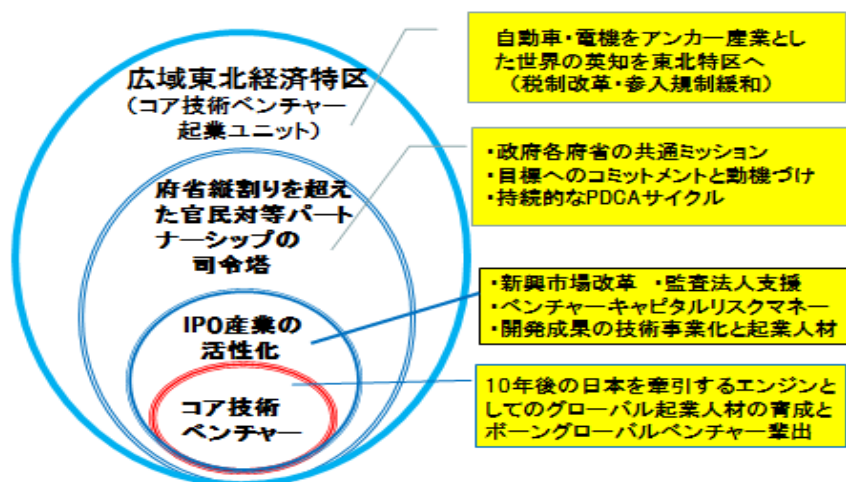 広域東北経済特区
（コア技術ベンチャー
起業ユニット）
府省縦割りを超え
た官民対等パート
ナーシップの
司令塔
IPO産業の
活性化
コア技術
ベンチャー
自動車・電機をアンカー産業とし
た世界の英知を東北特区へ
（税制改革・参入規制緩和）
・政府各府省の共通ミッション
・目標へのコミットメントと動機づけ
・持続的なPDCAサイクル
・新興市場改革　・監査法人支援
・ベンチャーキャピタルリスクマネー
・開発成果の技術事業化と起業人材
10年後の日本を牽引するエンジンと
してのグローバル起業人材の育成と
ボーングローバルベンチャー輩出